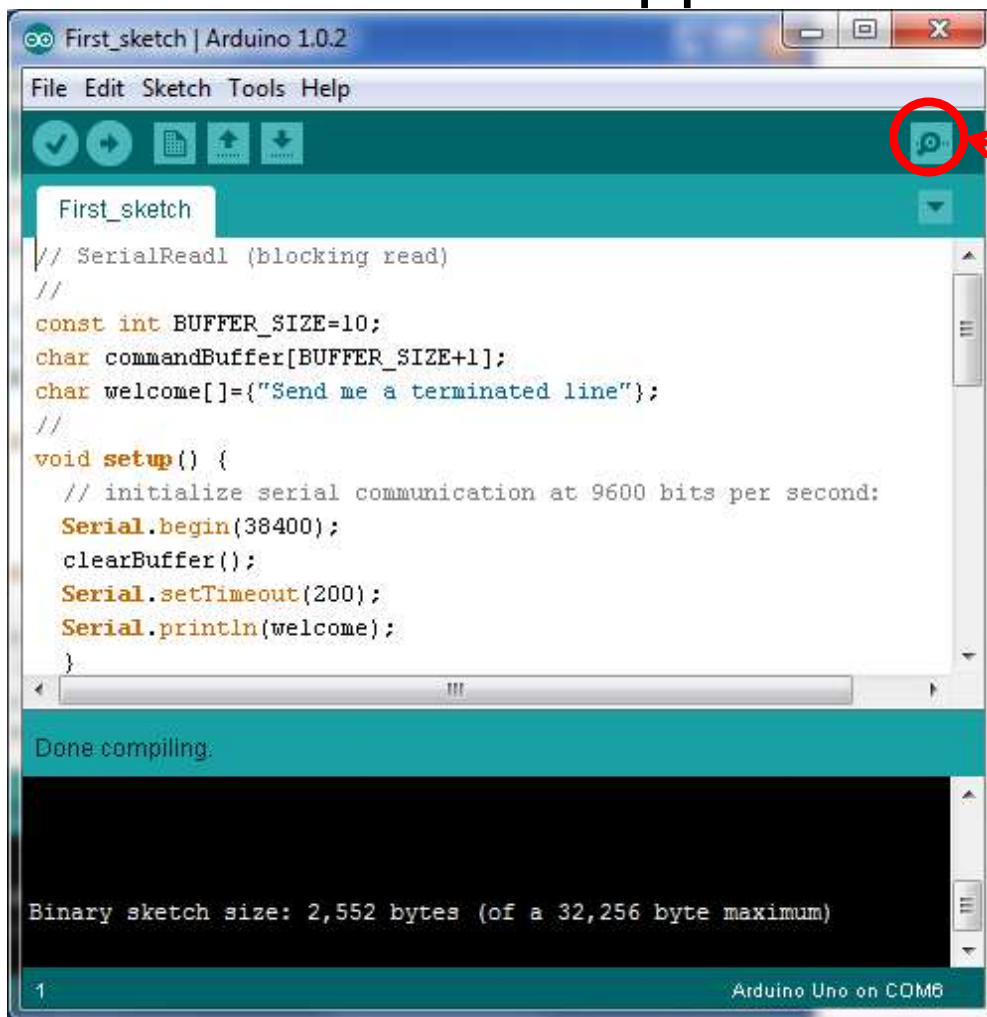 First_sketch | Arduino 1.0.2
File Edit Sketch Tools Help
First_sketch
// SerialRead1 (blocking read)
//
const int BUFFER_SIZE=10;
char commandBuffer[BUFFER_SIZE+1];
char welcome[]={"Send me a terminated line"};
//
void setup() {
// initialize serial communication at 9600 bits per second:
Serial.begin(38400);
clearBuffer();
Serial.setTimeout(200);
Serial.println(welcome);
}
Done compiling.
Binary sketch size: 2,552 bytes (of a 32,256 byte maximum)
1
Arduino Uno on COM6